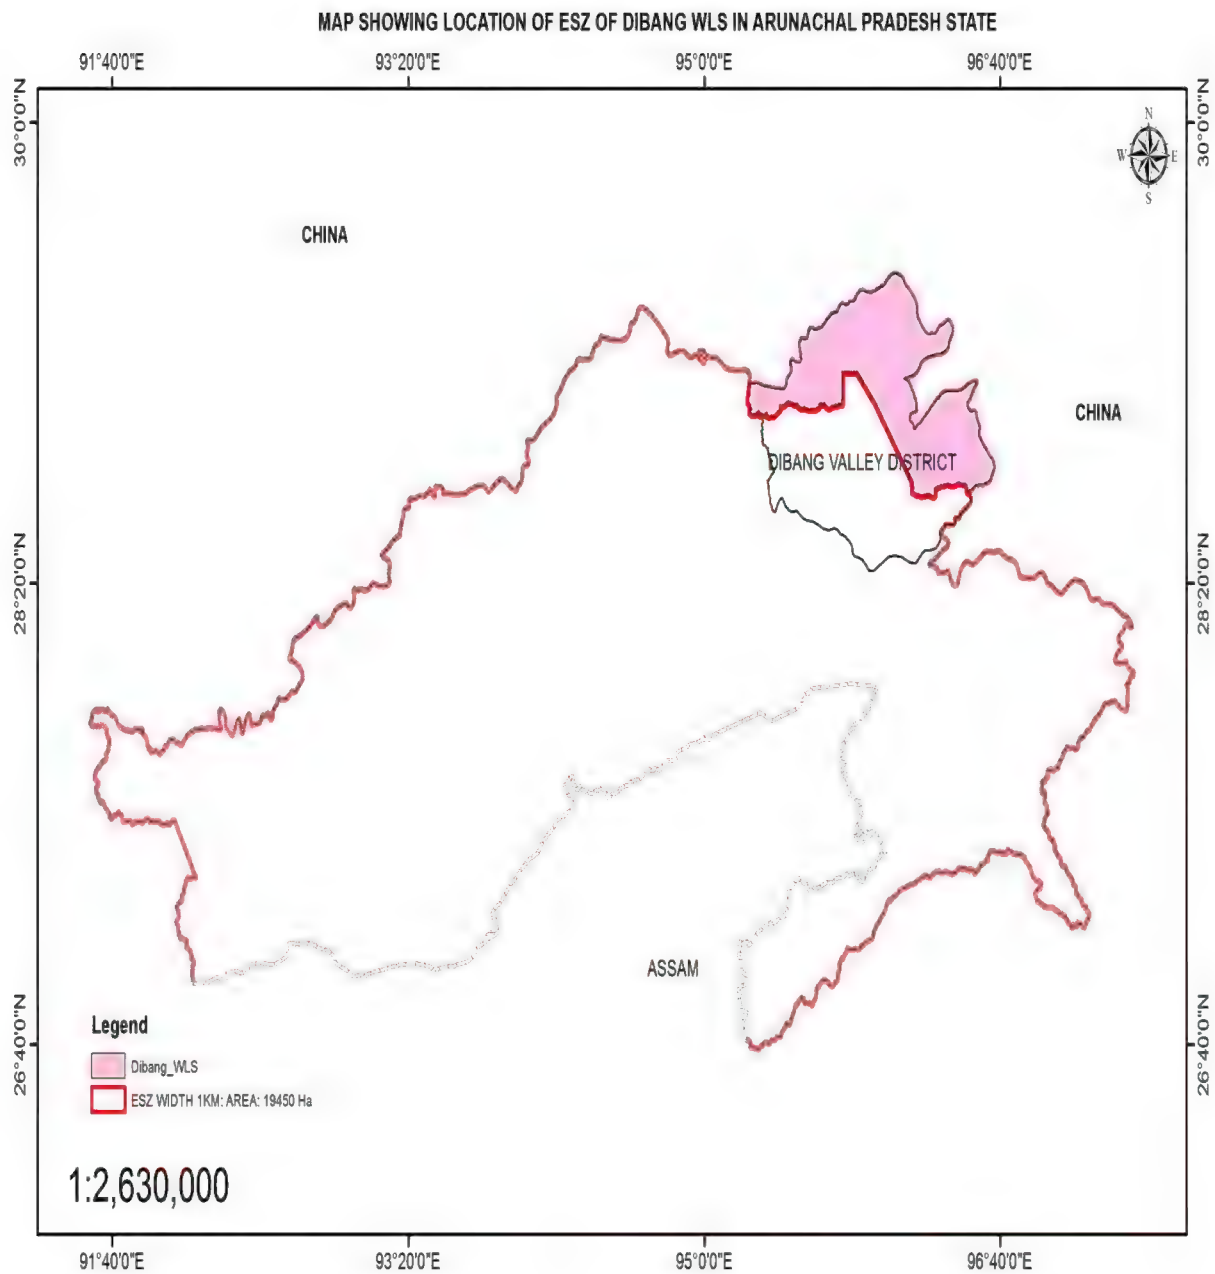 MAP SHOWING LOCATION OF ESZ OF DIBANG WLS IN ARUNACHAL PRADESH STATE
91°40'0"E 93°20'0"E 95°0'0"E 96°40'0"E
30°0'0"N 30°0'0"N
N
W E
S
CHINA
CHINA
DIBANG VALLEY DISTRICT
28°20'0"N 28°20'0"N
ASSAM
Legend
26°40'0"N 26°40'0"N
Dibang_WLS
ESZ WIDTH 1KM: AREA: 19450 Ha
1:2,630,000
91°40'0"E 93°20'0"E 95°0'0"E 96°40'0"E